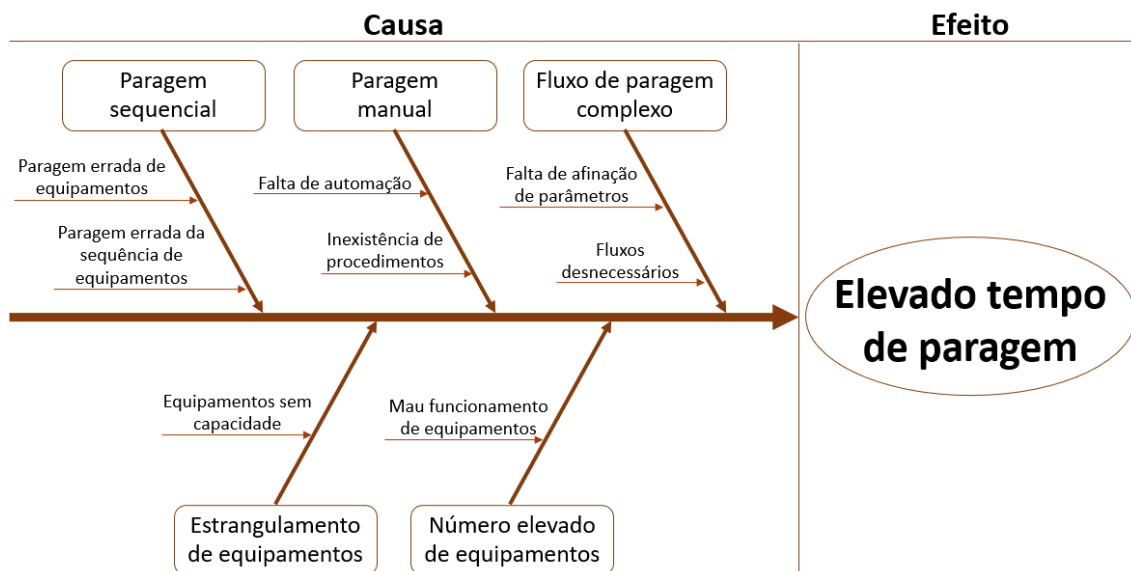 Causa
Efeito
Paragem
sequencial
Paragem
manual
Fluxo de paragem
complexo
Paragem errada de
equipamentos
Falta de automação
Falta de afinação
de parâmetros
Paragem errada da
sequência de
equipamentos
Inexistência de
procedimentos
Fluxos
desnecessários
Elevado tempo
de paragem
Equipamentos sem
capacidade
Mau funcionamento
de equipamentos
Estrangulamento
de equipamentos
Número elevado
de equipamentos